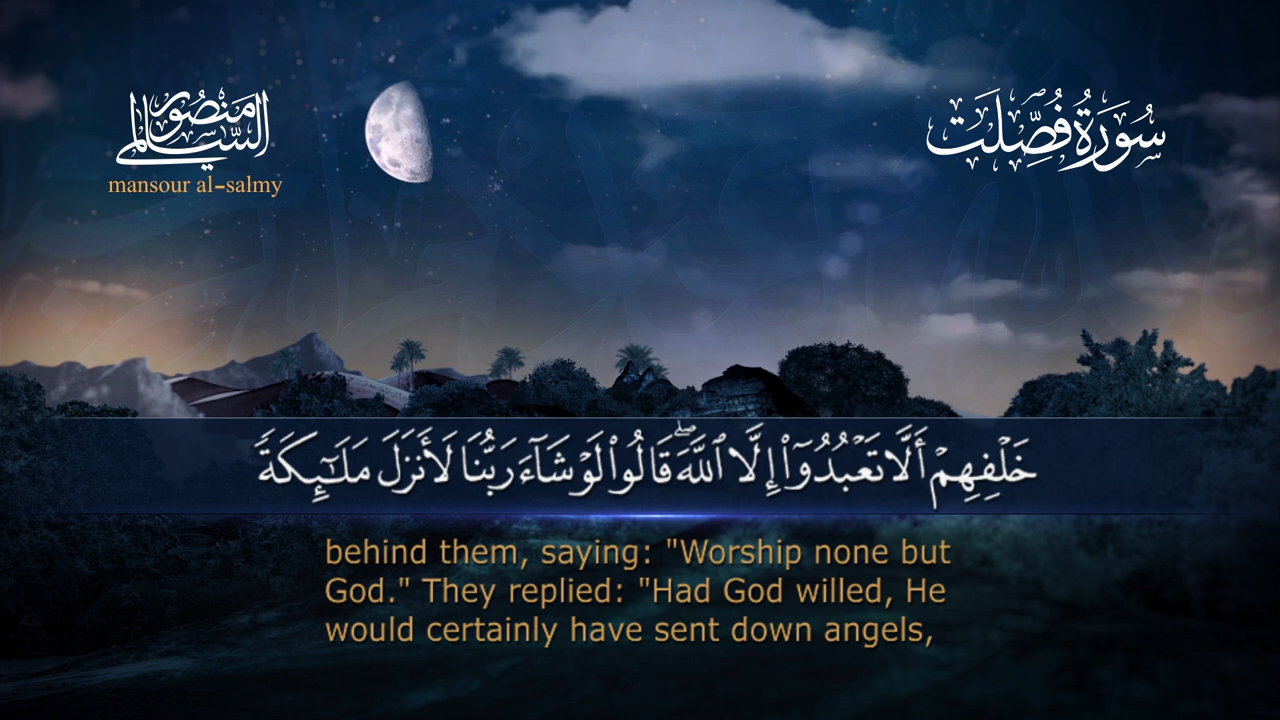 منصور السالمي
mansour al-salmy
سُورَةُ فُصِّلَت
خَلْفِهِمْ أَلَّا تَعْبُدُوٓا۟ إِلَّا ٱللَّهَ ۖ قَالُوا۟ لَوْ شَآءَ رَبُّنَا لَأَنزَلَ مَلَـٰٓئِكَةً
behind them, saying: "Worship none but
God." They replied: "Had God willed, He
would certainly have sent down angels,